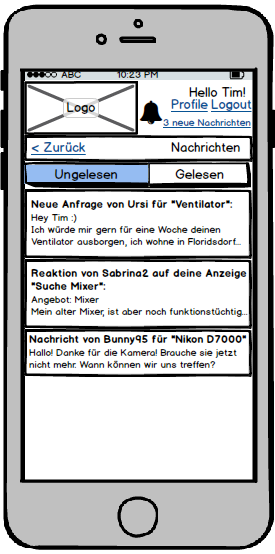 ABC 10:23 PM
Logo
Hello Tim!
Profile Logout
3 neue Nachrichten
< Zurück Nachrichten
Ungelesen Gelesen
Neue Anfrage von Ursi für "Ventilator":
Hey Tim :)
Ich würde mir gern für eine Woche deinen
Ventilator ausborgen, ich wohne in Floridsdorf...
Reaktion von Sabrina2 auf deine Anzeige
"Suche Mixer":
Angebot: Mixer
Mein alter Mixer, ist aber noch funktionstüchtig...
Nachricht von Bunny95 für "Nikon D7000"
Hallo! Danke für die Kamera! Brauche sie jetzt
nicht mehr. Wann können wir uns treffen?